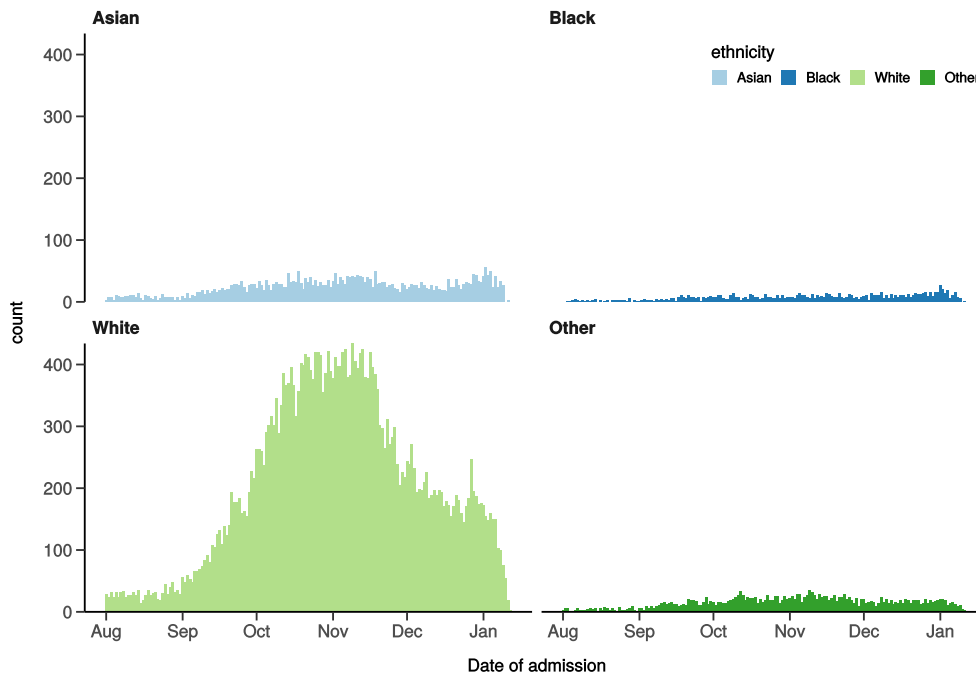 Asian
Black
ethnicity
Asian Black White Other
400
300
200
100
0
count
White
Other
400
300
200
100
0
Aug Sep Oct Nov Dec Jan
Aug Sep Oct Nov Dec Jan
Date of admission